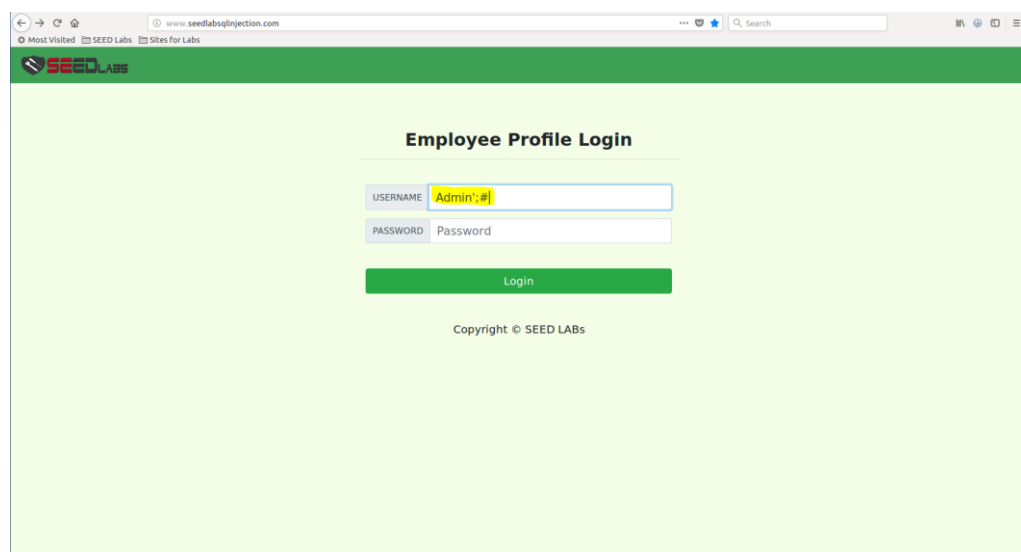 www.seedlabsqlinjection.com
Search
Most Visited SEED Labs Sites for Labs
SEEDLABS
Employee Profile Login
USERNAME Admin';#
PASSWORD Password
Login
Copyright © SEED LABs